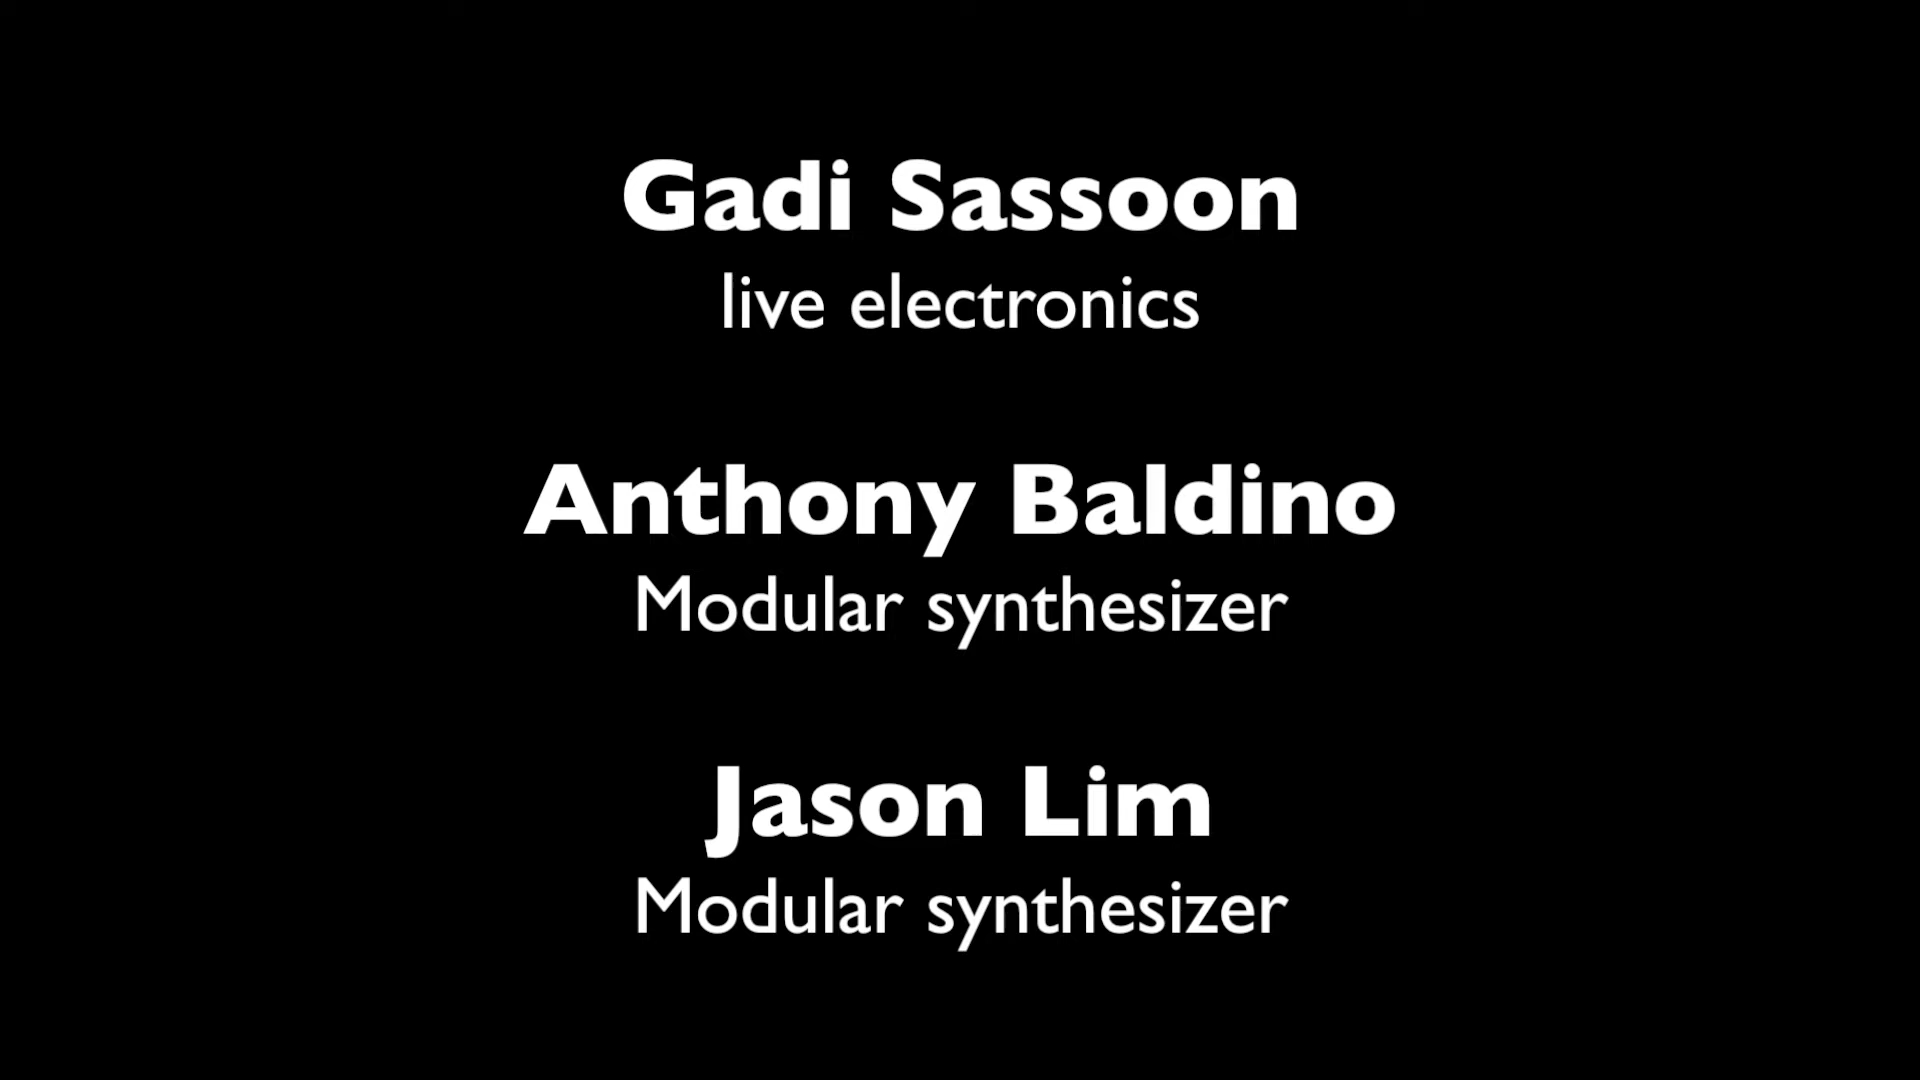 Gadi Sassoon
live electronics
Anthony Baldino
Modular synthesizer
Jason Lim
Modular synthesizer